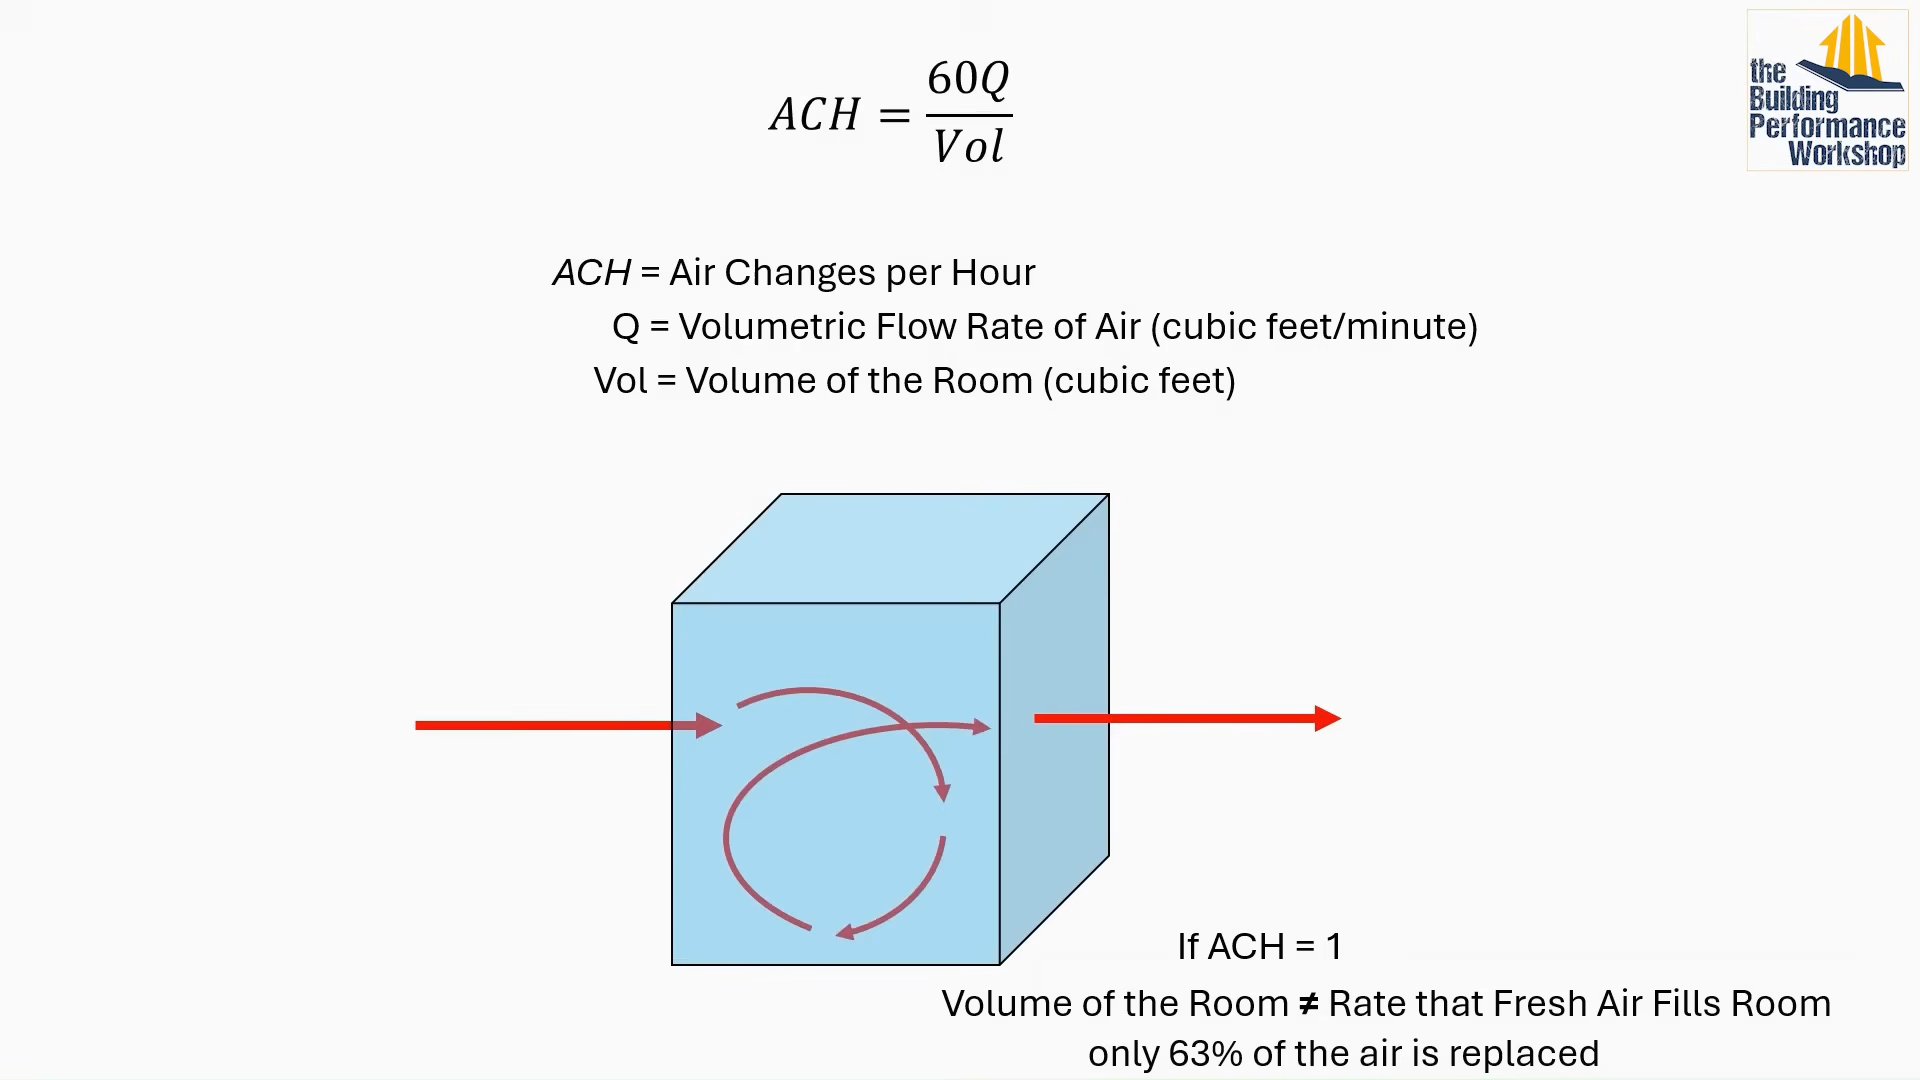 the
Building
Performance
Workshop
ACH = 60Q / Vol
ACH = Air Changes per Hour
Q = Volumetric Flow Rate of Air (cubic feet/minute)
Vol = Volume of the Room (cubic feet)
If ACH = 1
Volume of the Room ≠ Rate that Fresh Air Fills Room
only 63% of the air is replaced